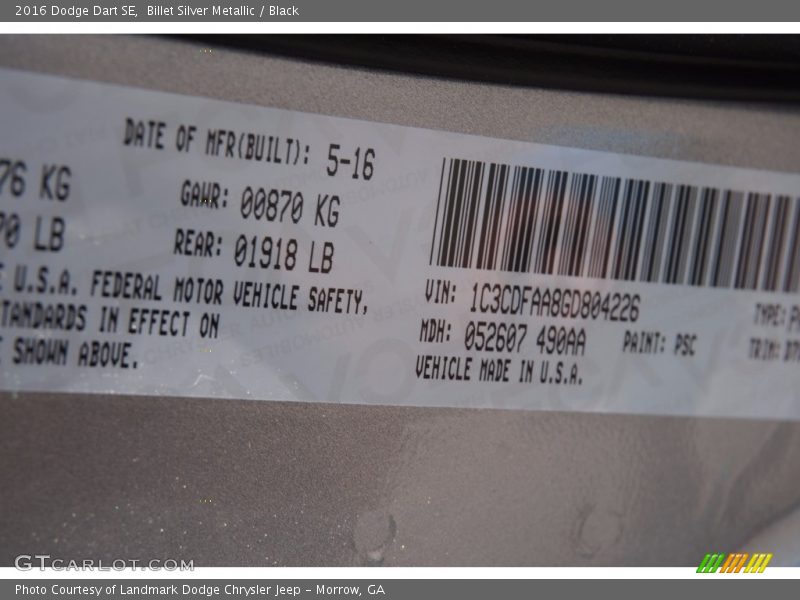 2016 Dodge Dart SE, Billet Silver Metallic / Black
DATE OF MFR(BUILT): 5-16
76 KG GAWR: 00870 KG
70 LB REAR: 01918 LB
U.S.A. FEDERAL MOTOR VEHICLE SAFETY,
STANDARDS IN EFFECT ON
SHOWN ABOVE.
VIN: 1C3CDFAA8GD804226 TYPE:
MDH: 052607 490AA PAINT: PSC TRIM:
VEHICLE MADE IN U.S.A.
GTCARLOT.COM
Photo Courtesy of Landmark Dodge Chrysler Jeep – Morrow, GA